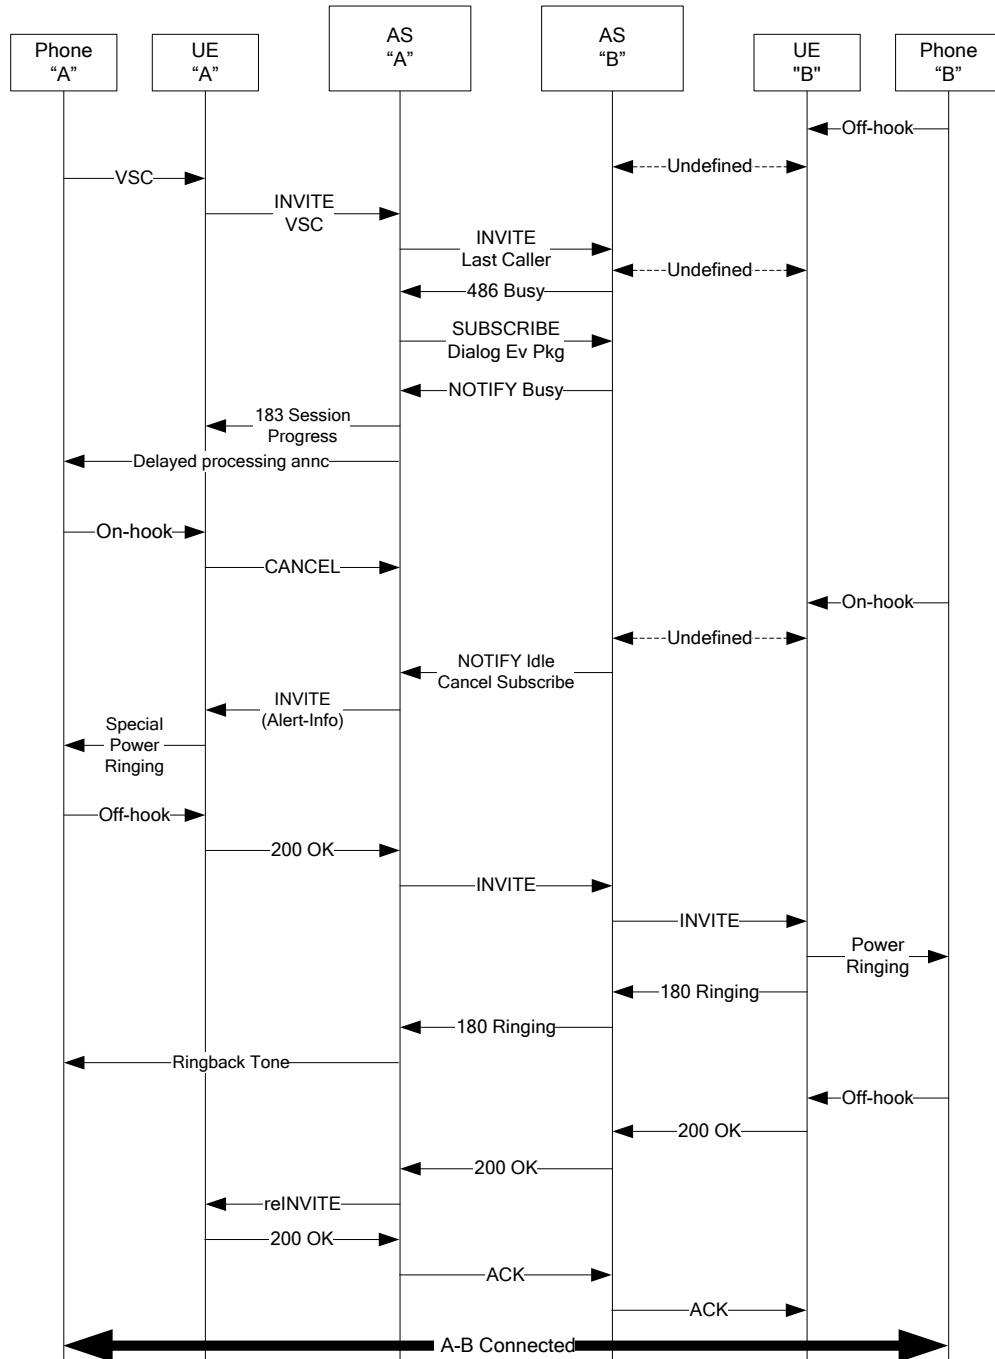 Phone
“A”
UE
“A”
AS
“A”
AS
“B”
UE
"B"
Phone
“B”
Off-hook
Undefined
VSC
INVITE
VSC
INVITE
Last Caller
Undefined
486 Busy
SUBSCRIBE
Dialog Ev Pkg
NOTIFY Busy
183 Session
Progress
Delayed processing annc
On-hook
CANCEL
On-hook
Undefined
NOTIFY Idle
Cancel Subscribe
INVITE
(Alert-Info)
Special
Power
Ringing
Off-hook
200 OK
INVITE
INVITE
Power
Ringing
180 Ringing
180 Ringing
Ringback Tone
Off-hook
200 OK
200 OK
reINVITE
200 OK
ACK
ACK
A-B Connected